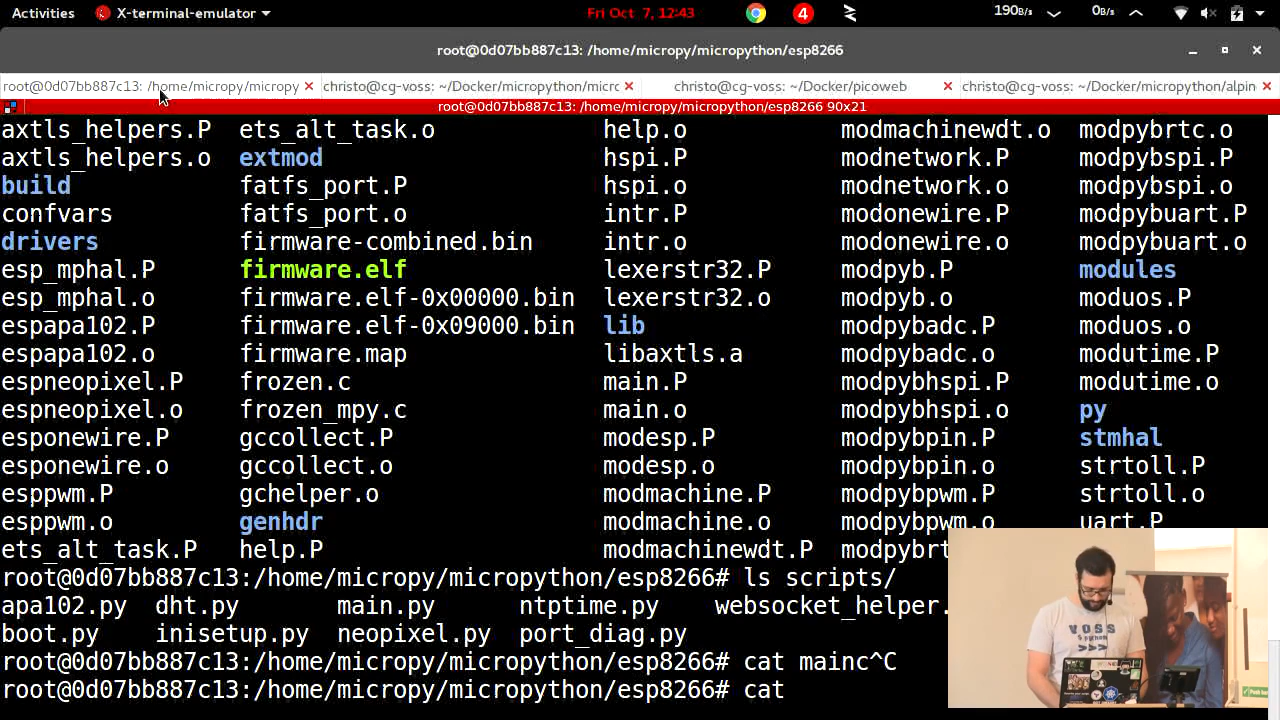 Activities X-terminal-emulator Fri Oct 7, 12:43 4 190B/s 0B/s
root@0d07bb887c13: /home/micropy/micropython/esp8266
root@0d07bb887c13: /home/micropy/micropy christo@cg-voss: ~/Docker/micropython/micro christo@cg-voss: ~/Docker/picoweb christo@cg-voss: ~/Docker/micropython/alpin
root@0d07bb887c13: /home/micropy/micropython/esp8266 90x21
axtls_helpers.P ets_alt_task.o help.o modmachinewdt.o modpybrtc.o
axtls_helpers.o extmod hspi.P modnetwork.P modpybspi.P
build fatfs_port.P hspi.o modnetwork.o modpybspi.o
confvars fatfs_port.o intr.P modonewire.P modpybuart.P
drivers firmware-combined.bin intr.o modonewire.o modpybuart.o
esp_mphal.P firmware.elf lexerstr32.P modpyb.P modules
esp_mphal.o firmware.elf-0x00000.bin lexerstr32.o modpyb.o moduos.P
espapa102.P firmware.elf-0x09000.bin lib modpybadc.P moduos.o
espapa102.o firmware.map libaxtls.a modpybadc.o modutime.P
espneopixel.P frozen.c main.P modpybhspi.P modutime.o
espneopixel.o frozen_mpy.c main.o modpybhspi.o py
esponewire.P gccollect.P modesp.P modpybpin.P stmhal
esponewire.o gccollect.o modesp.o modpybpin.o strtoll.P
esppwm.P gchelper.o modmachine.P modpybpwm.P strtoll.o
esppwm.o genhdr modmachine.o modpybpwm.o uart.P
ets_alt_task.P help.P modmachinewdt.P modpybrt
root@0d07bb887c13:/home/micropy/micropython/esp8266# ls scripts/
apa102.py dht.py main.py ntptime.py websocket_helper.
boot.py inisetup.py neopixel.py port_diag.py
root@0d07bb887c13:/home/micropy/micropython/esp8266# cat mainc^C
root@0d07bb887c13:/home/micropy/micropython/esp8266# cat
VOSS
>>>